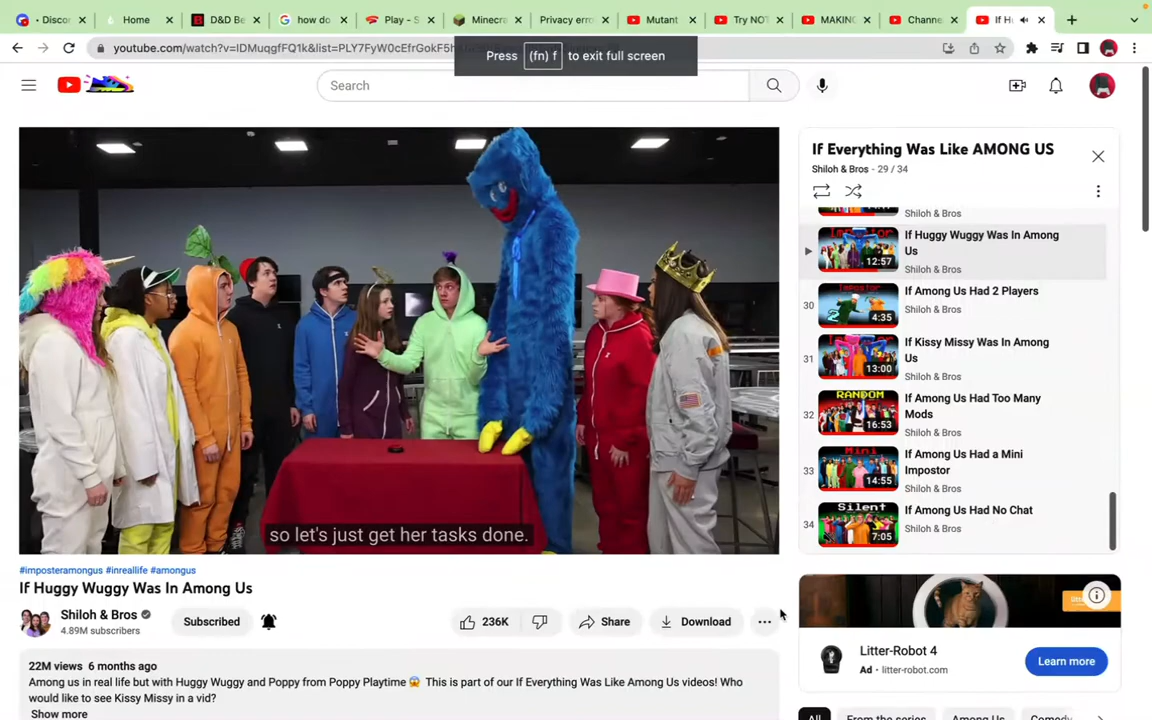 Discor
Home
D&D Be
how do
Play - S
Minecra
Privacy erro
Mutant
Try NOT
MAKING
Channe
If Hu
youtube.com/watch?v=IDMuqgfFQ1k&list=PLY7FyW0cEfrGokF5h
Press (fn) f to exit full screen
Search
If Everything Was Like AMONG US
Shiloh & Bros - 29 / 34
Shiloh & Bros
Impostor
12:57
If Huggy Wuggy Was In Among
Us
Shiloh & Bros
30
Impostor
4:35
If Among Us Had 2 Players
Shiloh & Bros
31
13:00
If Kissy Missy Was In Among
Us
Shiloh & Bros
32
RANDOM
16:53
If Among Us Had Too Many
Mods
Shiloh & Bros
33
Mini
14:55
If Among Us Had a Mini
Impostor
Shiloh & Bros
34
Silent
7:05
If Among Us Had No Chat
Shiloh & Bros
so let's just get her tasks done.
#imposteramongus #inreallife #amongus
If Huggy Wuggy Was In Among Us
Shiloh & Bros
4.89M subscribers
Subscribed
236K
Share
Download
22M views 6 months ago
Among us in real life but with Huggy Wuggy and Poppy from Poppy Playtime 😱 This is part of our If Everything Was Like Among Us videos! Who
would like to see Kissy Missy in a vid?
Show more
Litter-Robot 4
Ad • litter-robot.com
Learn more
All
From the series
Among Us
Comedy